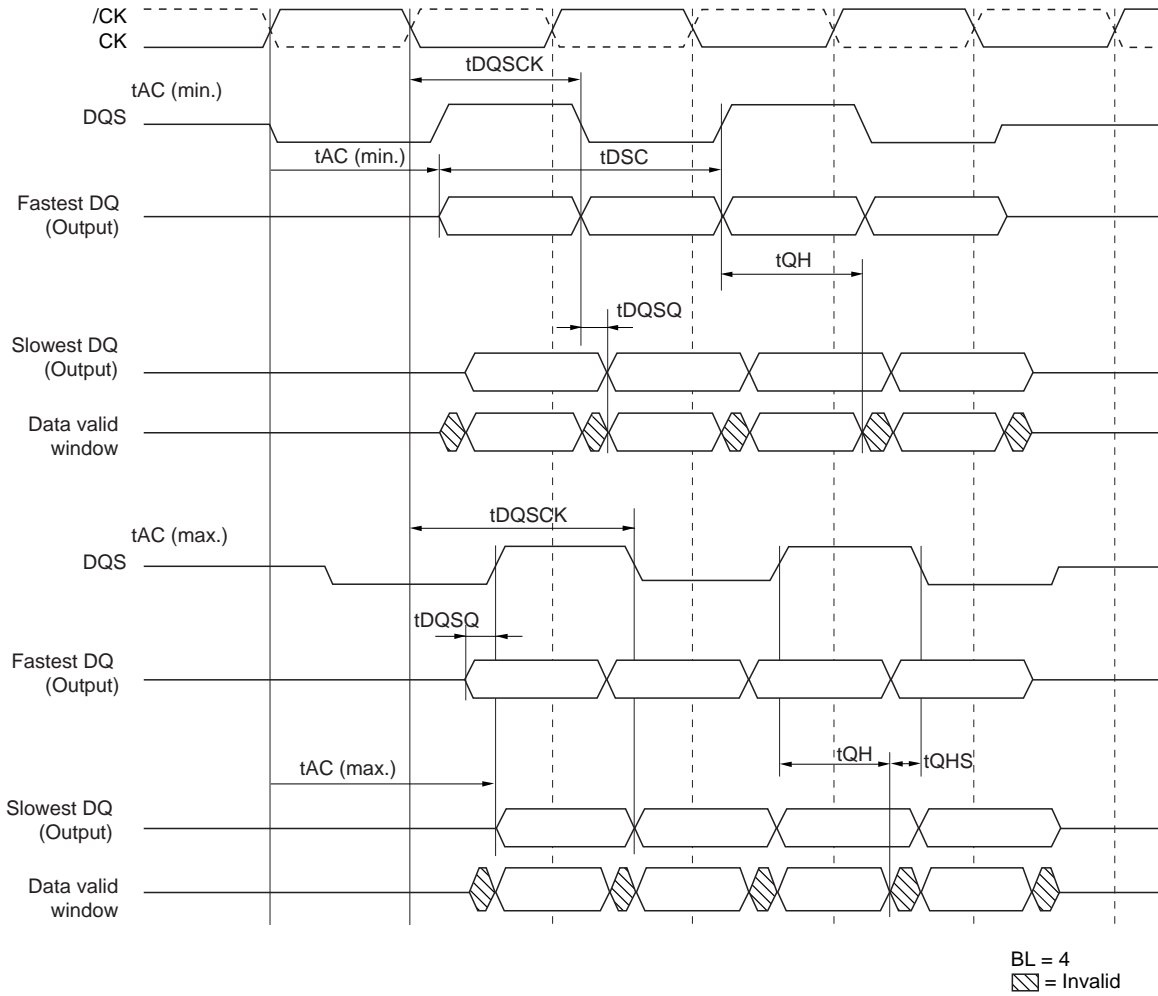 /CK
CK
tDQSCK
tAC (min.)
DQS
tAC (min.)
tDSC
Fastest DQ
(Output)
tQH
tDQSQ
Slowest DQ
(Output)
Data valid
window
tDQSCK
tAC (max.)
DQS
tDQSQ
Fastest DQ
(Output)
tQH
tQHS
tAC (max.)
Slowest DQ
(Output)
Data valid
window
BL = 4
= Invalid